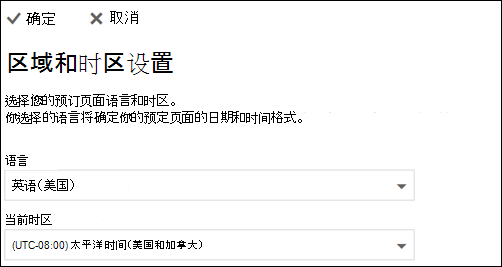 确定 取消
区域和时区设置
选择您的预订页面语言和时区。
你选择的语言将确定你的预定页面的日期和时间格式。
语言
英语(美国)
当前时区
(UTC-08:00) 太平洋时间(美国和加拿大)